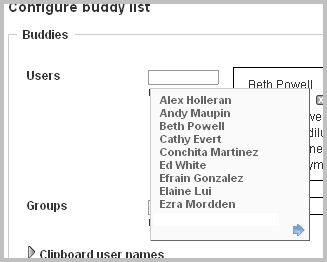 Configure buddy list
Buddies
Users
Beth Powell
Alex Holleran
Andy Maupin
Beth Powell
Cathy Evert
Conchita Martinez
Ed White
Efrain Gonzalez
Elaine Lui
Ezra Mordden
Groups
Clipboard user names